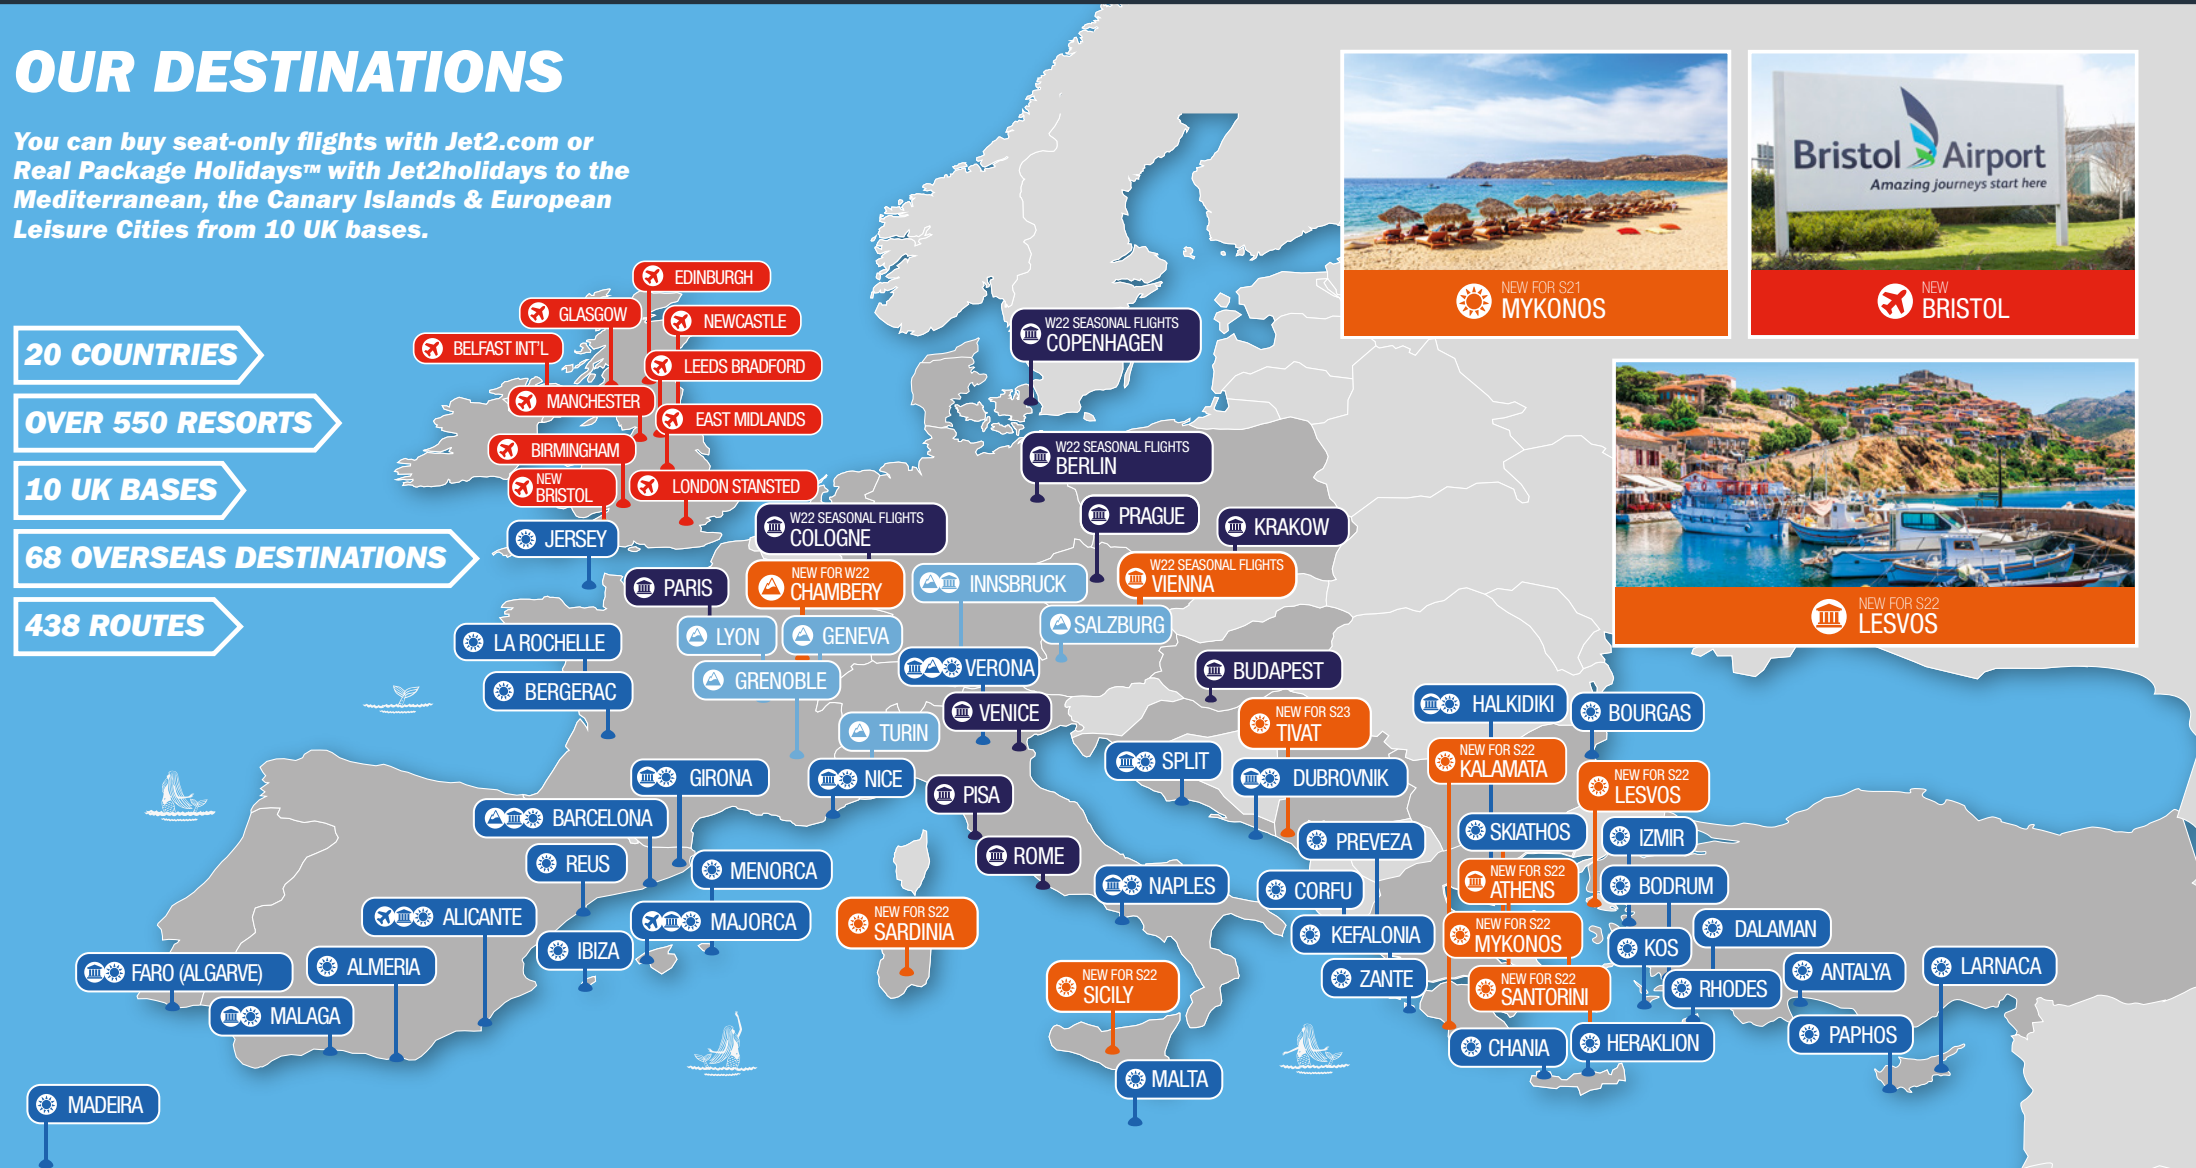 OUR DESTINATIONS
You can buy seat-only flights with Jet2.com or
Real Package Holidays™ with Jet2holidays to the
Mediterranean, the Canary Islands & European
Leisure Cities from 10 UK bases.
20 COUNTRIES
OVER 550 RESORTS
10 UK BASES
68 OVERSEAS DESTINATIONS
438 ROUTES
Bristol Airport
Amazing journeys start here
NEW FOR S21
MYKONOS
NEW
BRISTOL
NEW FOR S22
LESVOS
EDINBURGH
GLASGOW
NEWCASTLE
BELFAST INT'L
LEEDS BRADFORD
MANCHESTER
EAST MIDLANDS
BIRMINGHAM
NEW
BRISTOL
LONDON STANSTED
JERSEY
W22 SEASONAL FLIGHTS
COPENHAGEN
W22 SEASONAL FLIGHTS
BERLIN
W22 SEASONAL FLIGHTS
COLOGNE
PRAGUE
KRAKOW
PARIS
NEW FOR W22
CHAMBERY
INNSBRUCK
W22 SEASONAL FLIGHTS
VIENNA
LYON
GENEVA
SALZBURG
LA ROCHELLE
GRENOBLE
VERONA
BUDAPEST
BERGERAC
VENICE
TURIN
NEW FOR S23
TIVAT
HALKIDIKI
BOURGAS
GIRONA
NICE
PISA
SPLIT
DUBROVNIK
NEW FOR S22
KALAMATA
NEW FOR S22
LESVOS
BARCELONA
REUS
MENORCA
ROME
PREVEZA
SKIATHOS
IZMIR
ALICANTE
MAJORCA
NEW FOR S22
SARDINIA
NAPLES
CORFU
NEW FOR S22
ATHENS
BODRUM
FARO (ALGARVE)
ALMERIA
IBIZA
KEFALONIA
NEW FOR S22
MYKONOS
KOS
DALAMAN
MALAGA
NEW FOR S22
SICILY
ZANTE
NEW FOR S22
SANTORINI
RHODES
ANTALYA
LARNACA
MALTA
CHANIA
HERAKLION
PAPHOS
MADEIRA